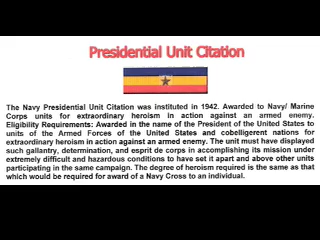 Presidential Unit Citation
The Navy Presidential Unit Citation was instituted in 1942. Awarded to Navy/ Marine
Corps units for extraordinary heroism in action against an armed enemy.
Eligibility Requirements: Awarded in the name of the President of the United States to
units of the Armed Forces of the United States and cobelligerent nations for
extraordinary heroism in action against an armed enemy. The unit must have displayed
such gallantry, determination, and esprit de corps in accomplishing its mission under
extremely difficult and hazardous conditions to have set it apart and above other units
participating in the same campaign. The degree of heroism required is the same as that
which would be required for award of a Navy Cross to an individual.